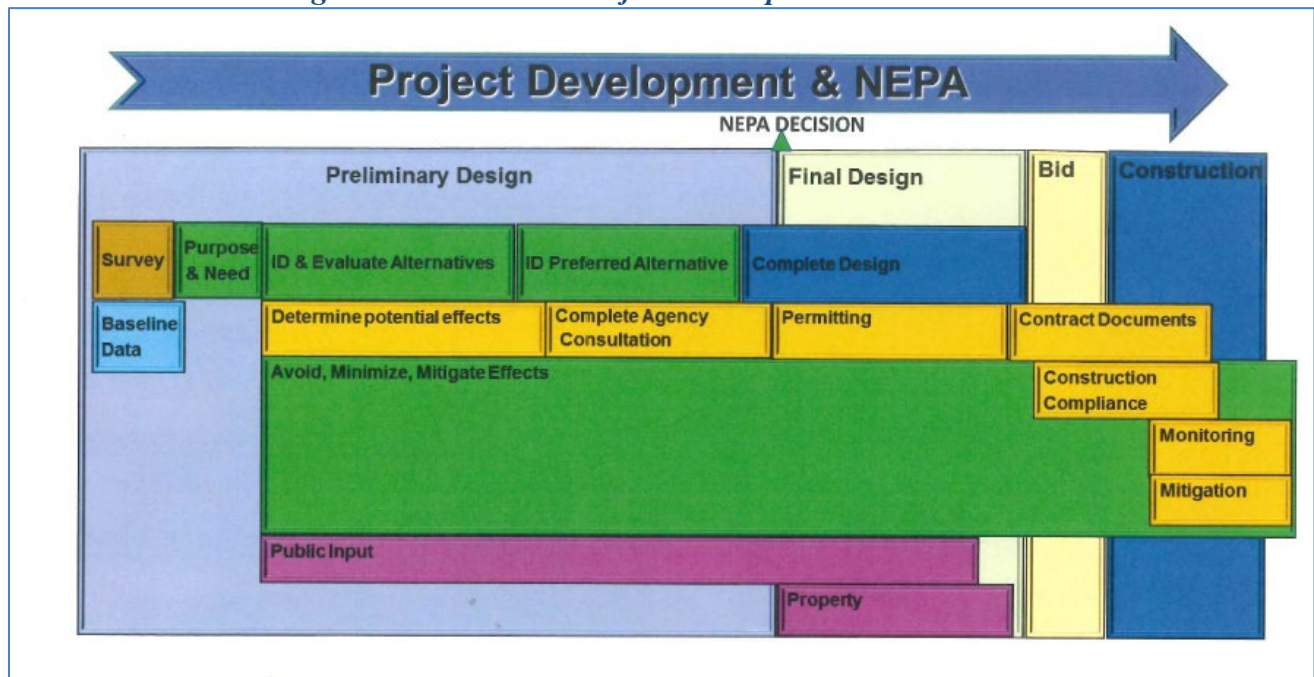 Project Development & NEPA
NEPA DECISION
Preliminary Design
Final Design
Bid
Construction
Survey
Purpose
& Need
ID & Evaluate Alternatives
ID Preferred Alternative
Complete Design
Baseline
Data
Determine potential effects
Complete Agency
Consultation
Permitting
Contract Documents
Avoid, Minimize, Mitigate Effects
Construction
Compliance
Monitoring
Mitigation
Public Input
Property